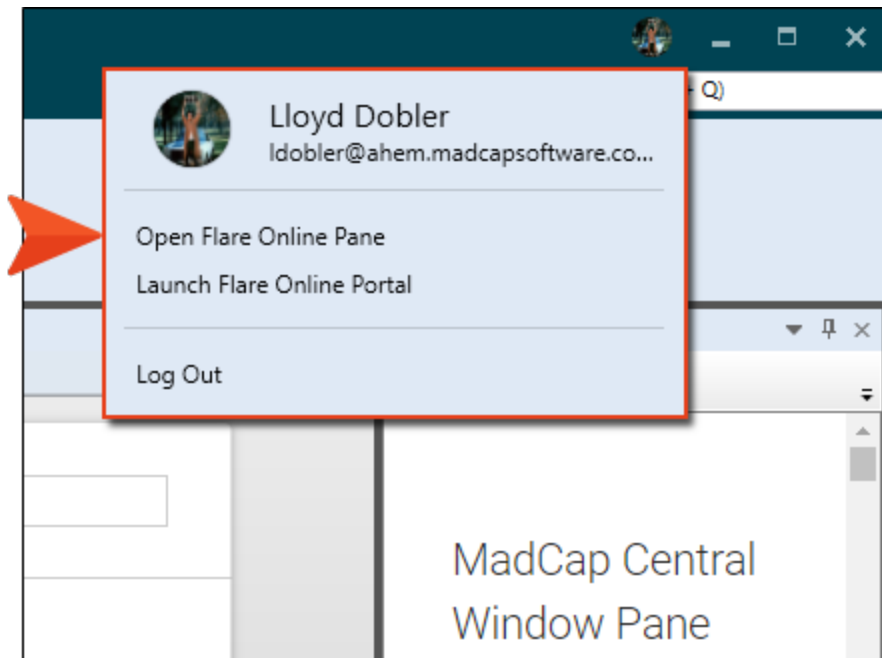 Q)
Lloyd Dobler
ldobler@ahem.madcapsoftware.co...
Open Flare Online Pane
Launch Flare Online Portal
Log Out
MadCap Central
Window Pane